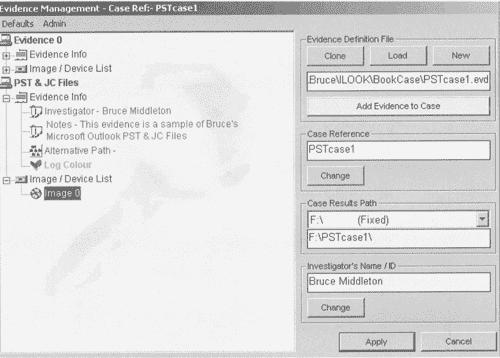 Evidence Management - Case Ref:- PSTcase1
Defaults Admin
Evidence 0
Evidence Info
Image / Device List
PST & JC Files
Evidence Info
Investigator - Bruce Middleton
Notes - This evidence is a sample of Bruce's
Microsoft Outlook PST & JC Files
Alternative Path -
Log Colour
Image / Device List
Image 0
Evidence Definition File
Clone Load New
Bruce\ILOOK\BookCase\PSTcase1.evd
Add Evidence to Case
Case Reference
PSTcase1
Change
Case Results Path
F:\ (Fixed)
F:\PSTcase1\
Investigator's Name / ID
Bruce Middleton
Change
Apply Cancel